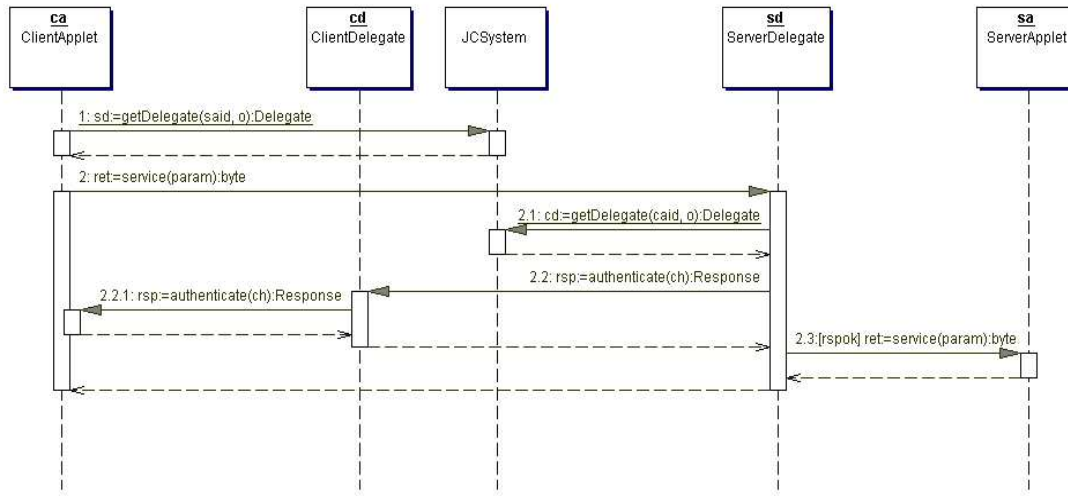 ca
ClientApplet
cd
ClientDelegate
JCSystem
sd
ServerDelegate
sa
ServerApplet
1: sd:=getDelegate(said, o):Delegate
2: ret:=service(param):byte
2.1: cd:=getDelegate(caid, o):Delegate
2.2: rsp:=authenticate(ch):Response
2.2.1: rsp:=authenticate(ch):Response
2.3:[rspok] ret:=service(param):byte